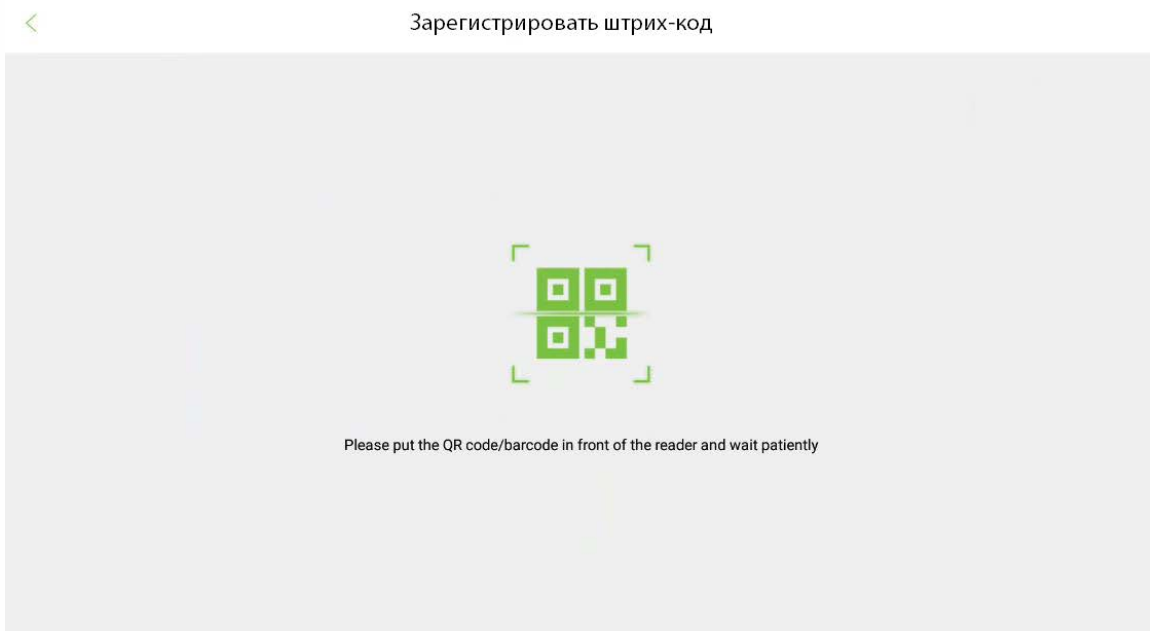 Зарегистрировать штрих-код
Please put the QR code/barcode in front of the reader and wait patiently